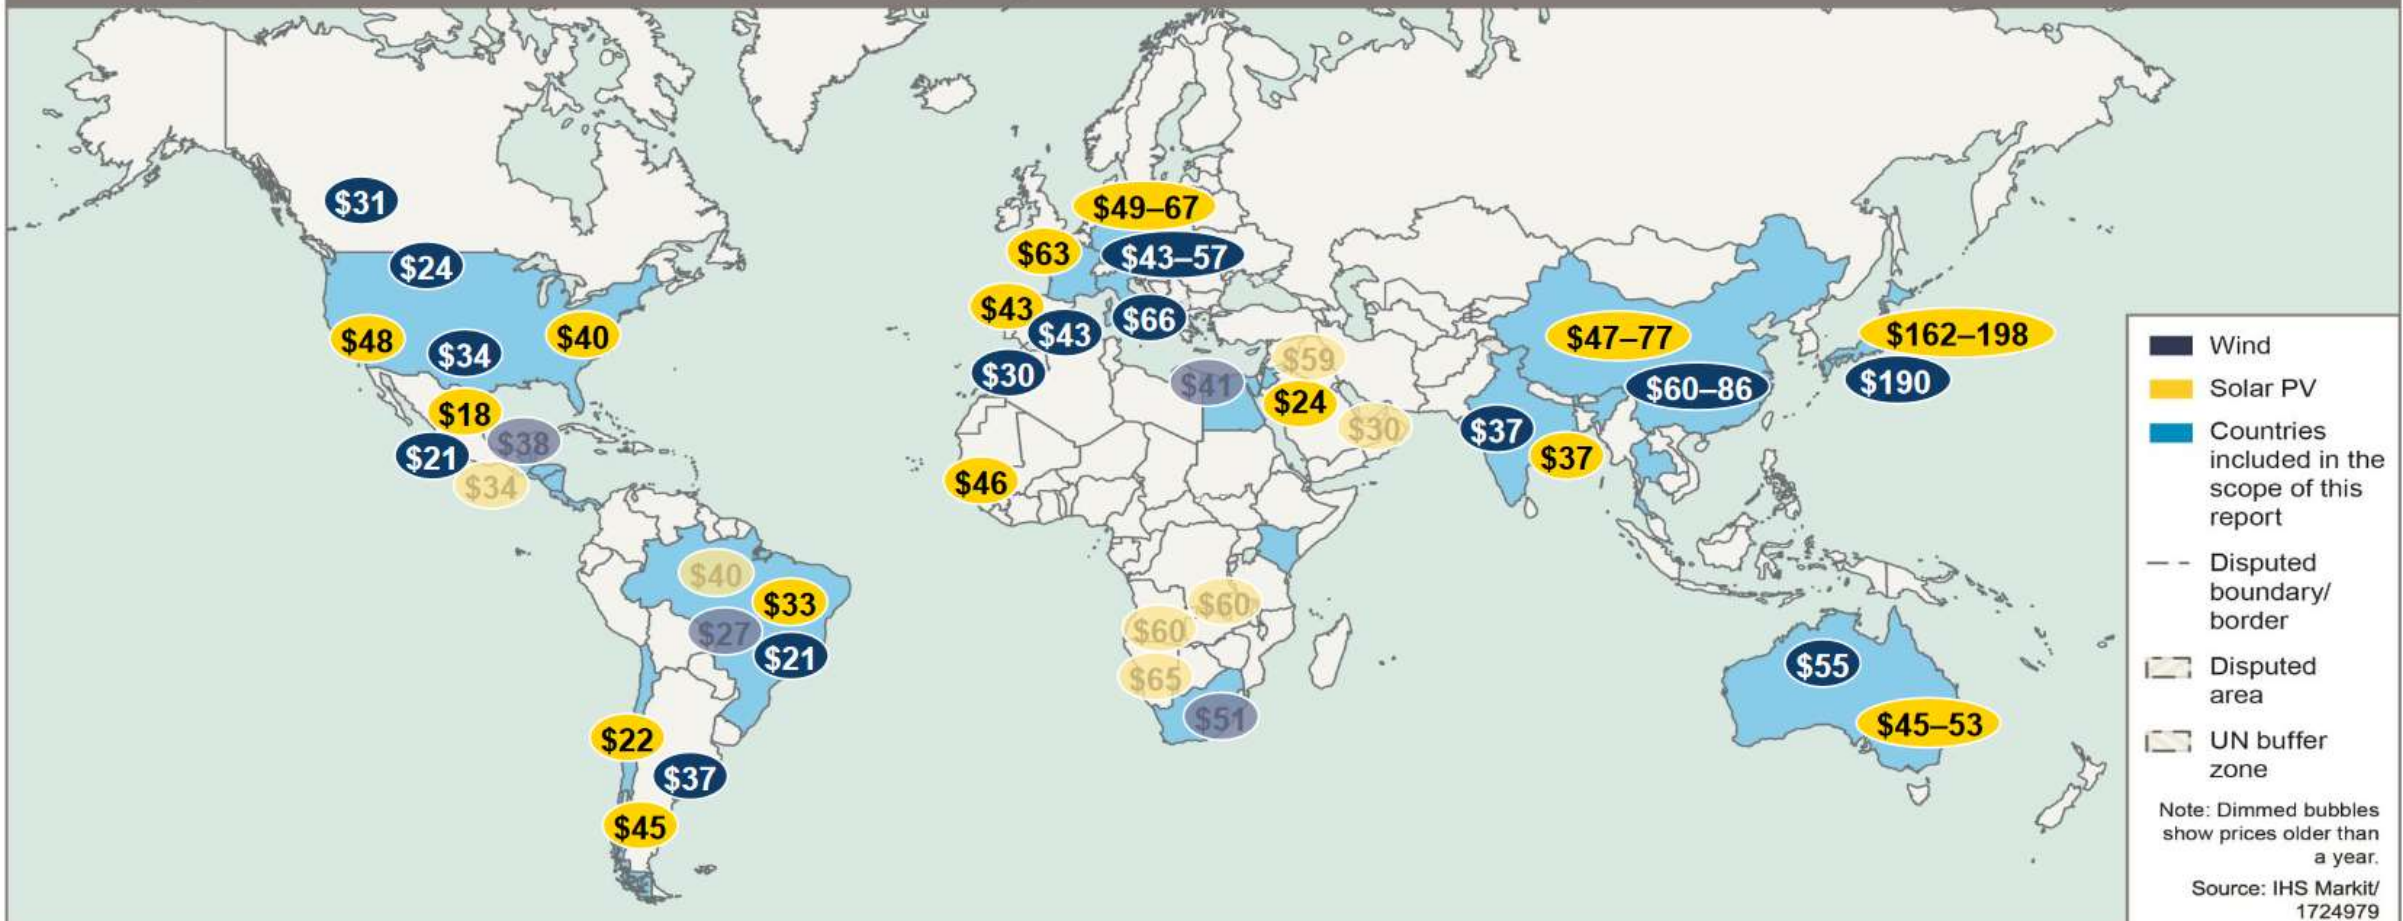 $31
$24
$48
$34
$40
$18
$38
$21
$34
$40
$33
$27
$21
$22
$37
$45
$49–67
$63
$43–57
$43
$43
$66
$30
$41
$59
$24
$30
$46
$60
$60
$65
$51
$47–77
$60–86
$162–198
$190
$37
$37
$55
$45–53
Wind
Solar PV
Countries
included in the
scope of this
report
Disputed
boundary/
border
Disputed
area
UN buffer
zone
Note: Dimmed bubbles
show prices older than
a year.
Source: IHS Markit/
1724979